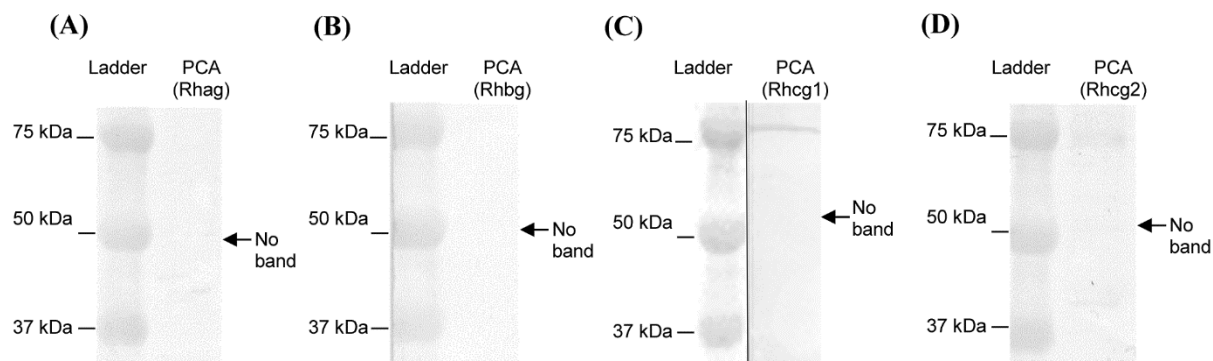 (A)
Ladder PCA
(Rhag)
75 kDa
50 kDa
No
band
37 kDa
(B)
Ladder PCA
(Rhbg)
75 kDa
50 kDa
No
band
37 kDa
(C)
Ladder PCA
(Rhcg1)
75 kDa
50 kDa
No
band
37 kDa
(D)
Ladder PCA
(Rhcg2)
75 kDa
50 kDa
No
band
37 kDa